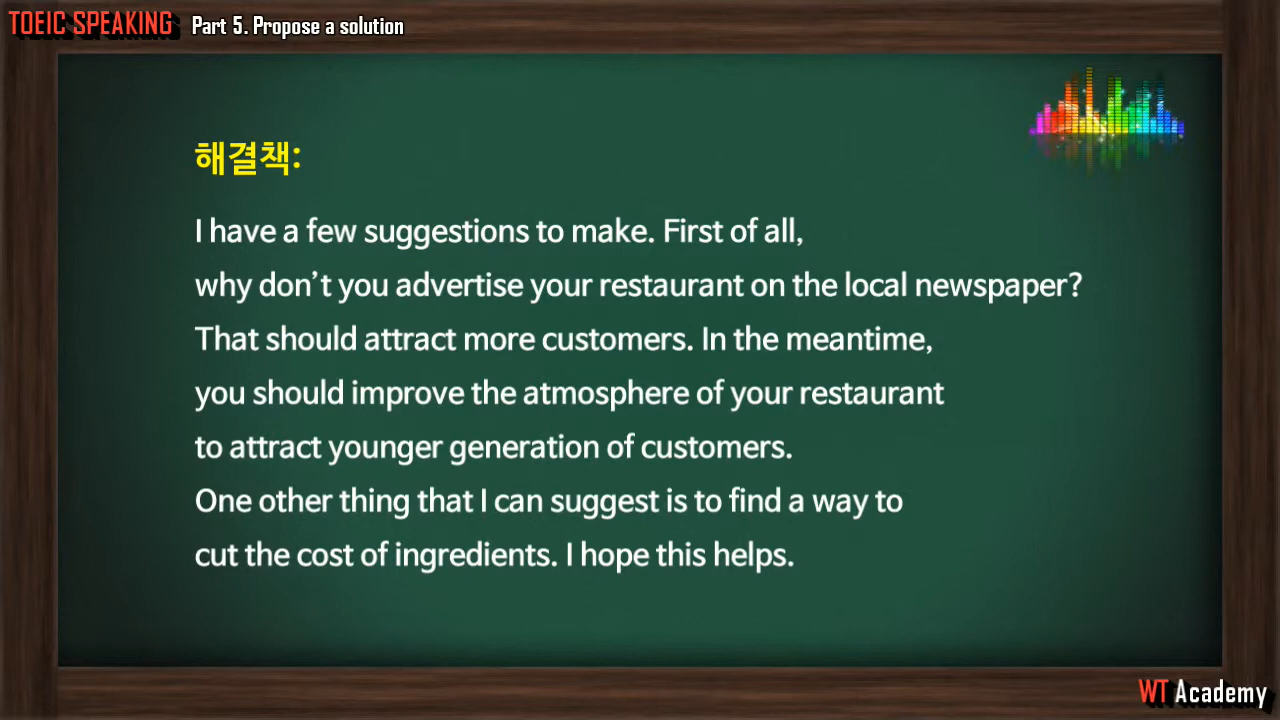 TOEIC SPEAKING Part 5. Propose a solution
해결책:
I have a few suggestions to make. First of all,
why don't you advertise your restaurant on the local newspaper?
That should attract more customers. In the meantime,
you should improve the atmosphere of your restaurant
to attract younger generation of customers.
One other thing that I can suggest is to find a way to
cut the cost of ingredients. I hope this helps.
WT Academy